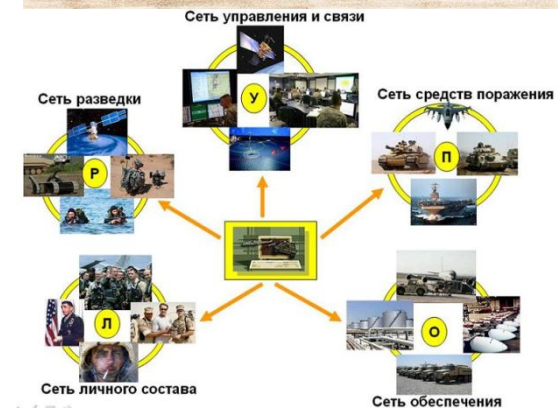 Сеть управления и связи
У
Сеть разведки
Р
Сеть средств поражения
П
Л
Сеть личного состава
О
Сеть обеспечения